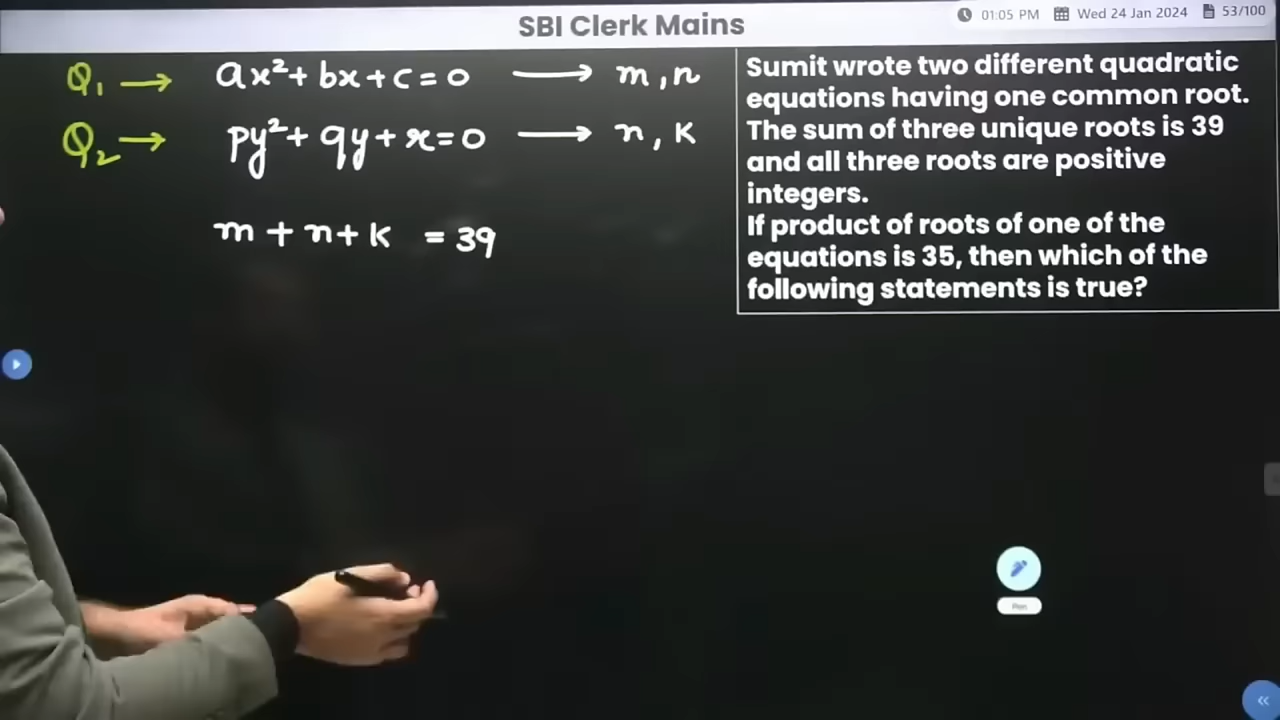 SBI Clerk Mains
01:05 PM Wed 24 Jan 2024 53/100
Q₁ → ax² + bx + c = 0 → m, n
Q₂ → py² + qy + r = 0 → n, k
m + n + k = 39
Sumit wrote two different quadratic
equations having one common root.
The sum of three unique roots is 39
and all three roots are positive
integers.
If product of roots of one of the
equations is 35, then which of the
following statements is true?
Pen